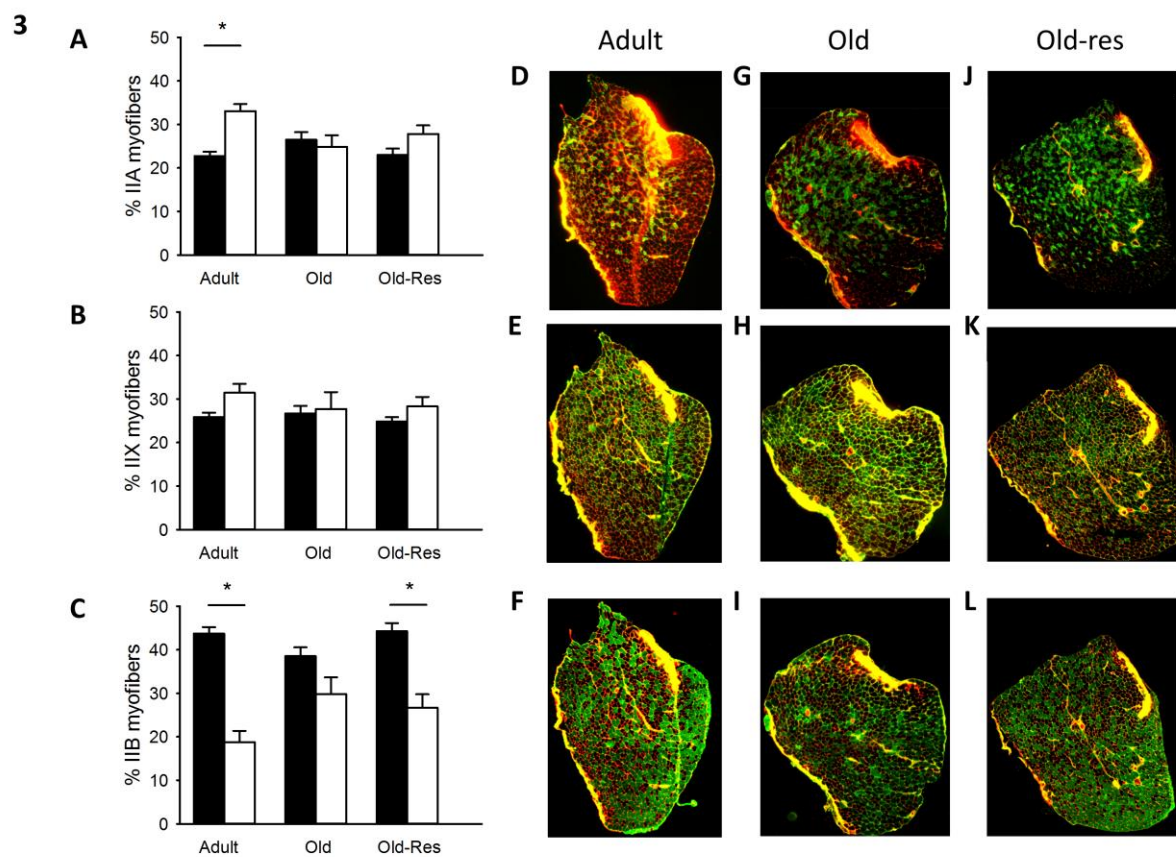 3
Adult Old Old-res
A
*
% IIA myofibers
50
40
30
20
10
0
Adult Old Old-Res
B
% IIX myofibers
50
40
30
20
10
0
Adult Old Old-Res
C
* *
% IIB myofibers
50
40
30
20
10
0
Adult Old Old-Res
D G J
E H K
F I L